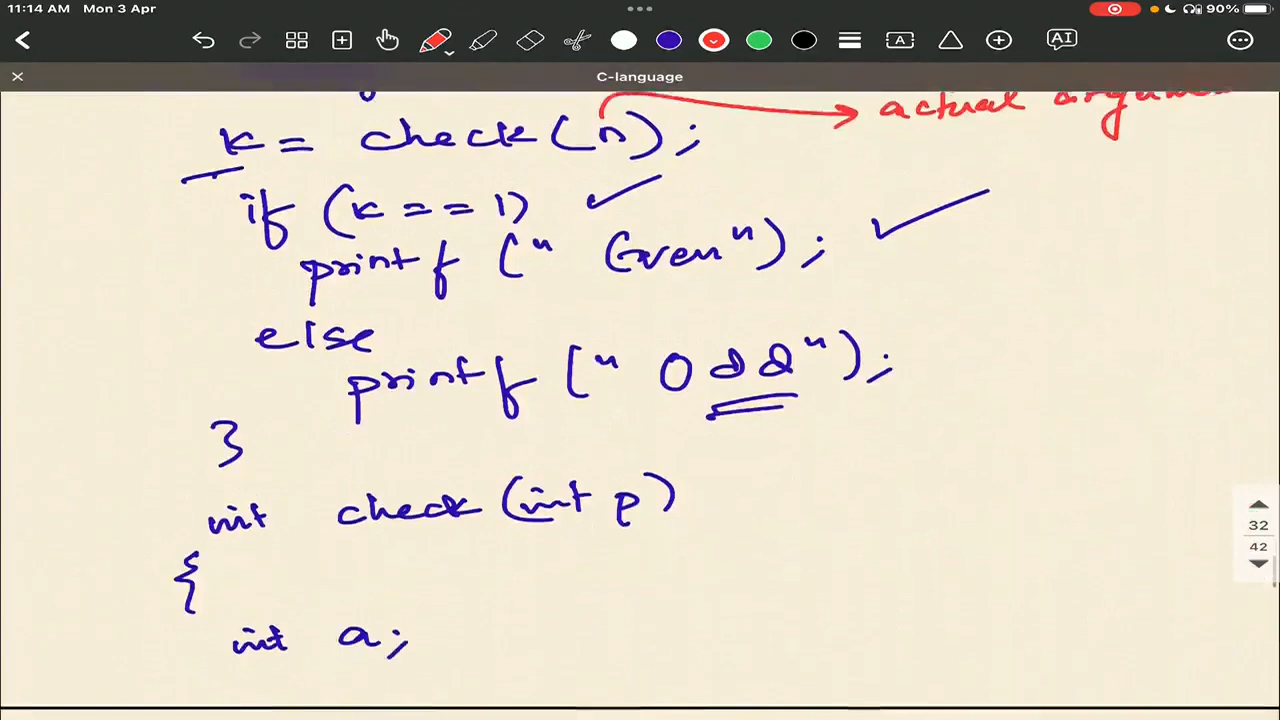 11:14 AM Mon 3 Apr
90%
A
AI
C-language
actual
k = check(n);
if (k == 1)
printf (" Even");
else
printf (" Odd");
}
int check (int p)
{
int a;
32
42